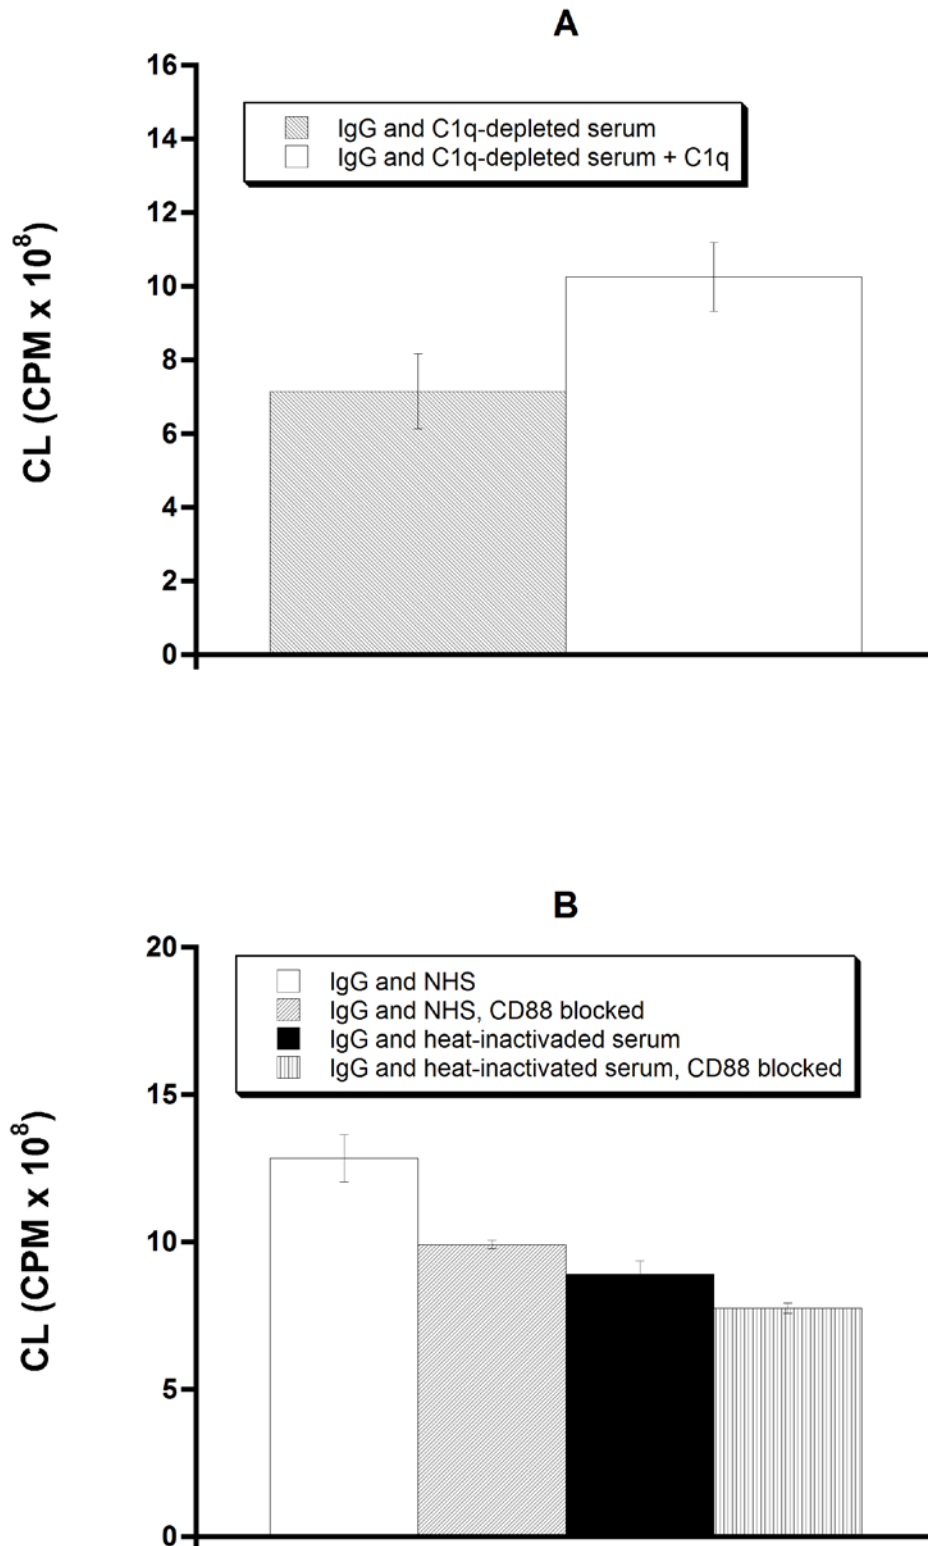 A
16
14
12
10
8
6
4
2
0
CL (CPM x 10⁸)
IgG and C1q-depleted serum
IgG and C1q-depleted serum + C1q
B
20
15
10
5
0
CL (CPM x 10⁸)
IgG and NHS
IgG and NHS, CD88 blocked
IgG and heat-inactivaded serum
IgG and heat-inactivated serum, CD88 blocked